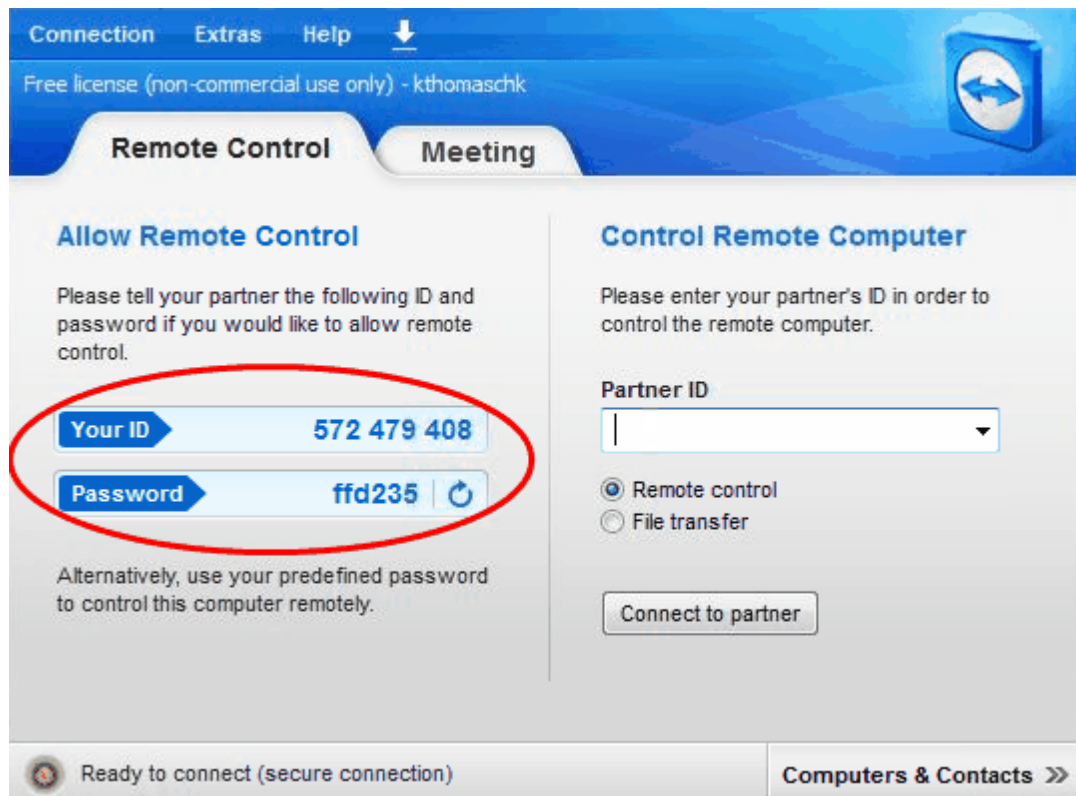 Connection Extras Help
Free license (non-commercial use only) - kthomaschk
Remote Control Meeting
Allow Remote Control
Please tell your partner the following ID and
password if you would like to allow remote
control.
Your ID 572 479 408
Password ffd235
Alternatively, use your predefined password
to control this computer remotely.
Control Remote Computer
Please enter your partner's ID in order to
control the remote computer.
Partner ID
Remote control
File transfer
Connect to partner
Ready to connect (secure connection)
Computers & Contacts >>